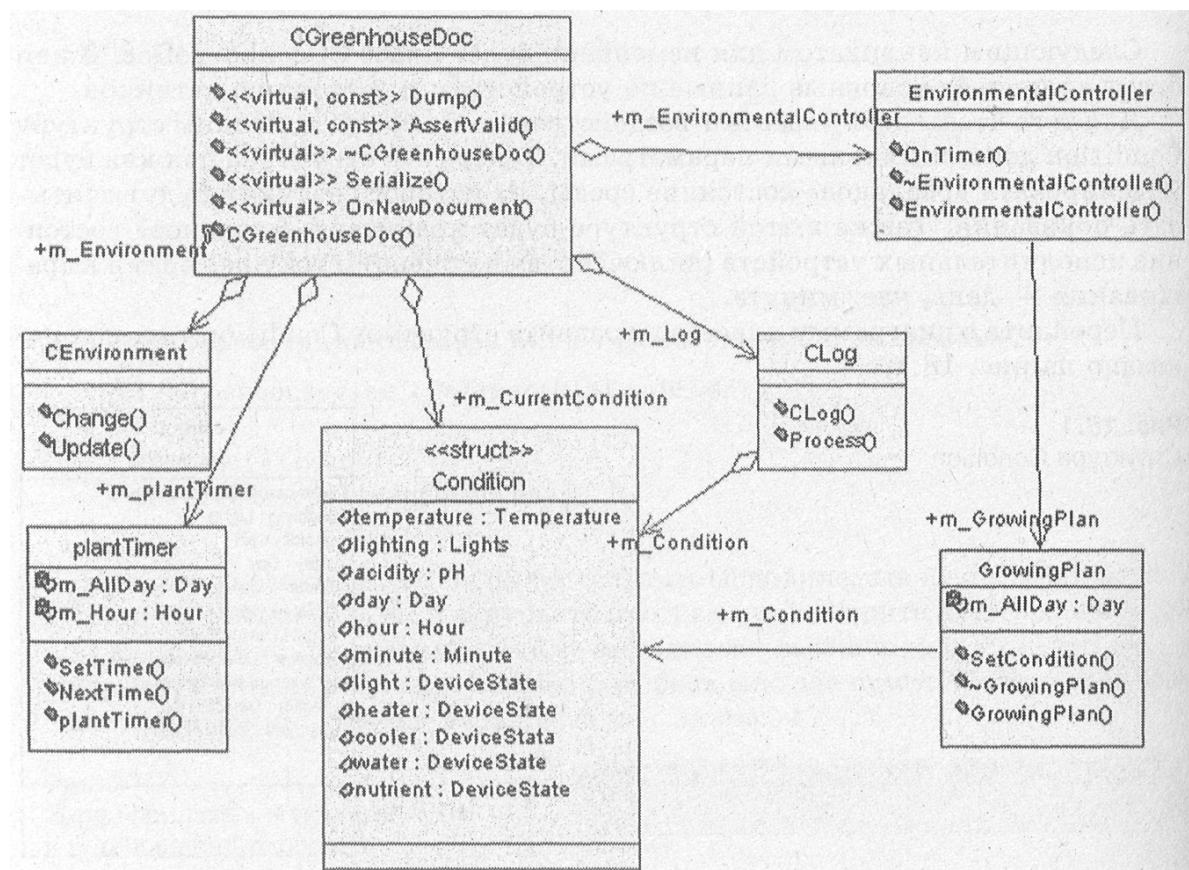 CGreenhouseDoc
<<virtual, const>> Dump()
<<virtual, const>> AssertValid()
<<virtual>> ~CGreenhouseDoc()
<<virtual>> Serialize()
<<virtual>> OnNewDocument()
CGreenhouseDoc()
+m_EnvironmentalController
EnvironmentalController
OnTimer()
~EnvironmentalController()
EnvironmentalController()
+m_Environment
CEnvironment
Change()
Update()
+m_Log
CLog
CLog()
Process()
+m_CurrentCondition
+m_plantTimer
plantTimer
m_AllDay : Day
m_Hour : Hour
SetTimer()
NextTime()
plantTimer()
<<struct>>
Condition
temperature : Temperature
lighting : Lights
acidity : pH
day : Day
hour : Hour
minute : Minute
light : DeviceState
heater : DeviceState
cooler : DeviceStata
water : DeviceState
nutrient : DeviceState
+m_Condition
+m_GrowingPlan
+m_Condition
GrowingPlan
m_AllDay : Day
SetCondition()
~GrowingPlan()
GrowingPlan()